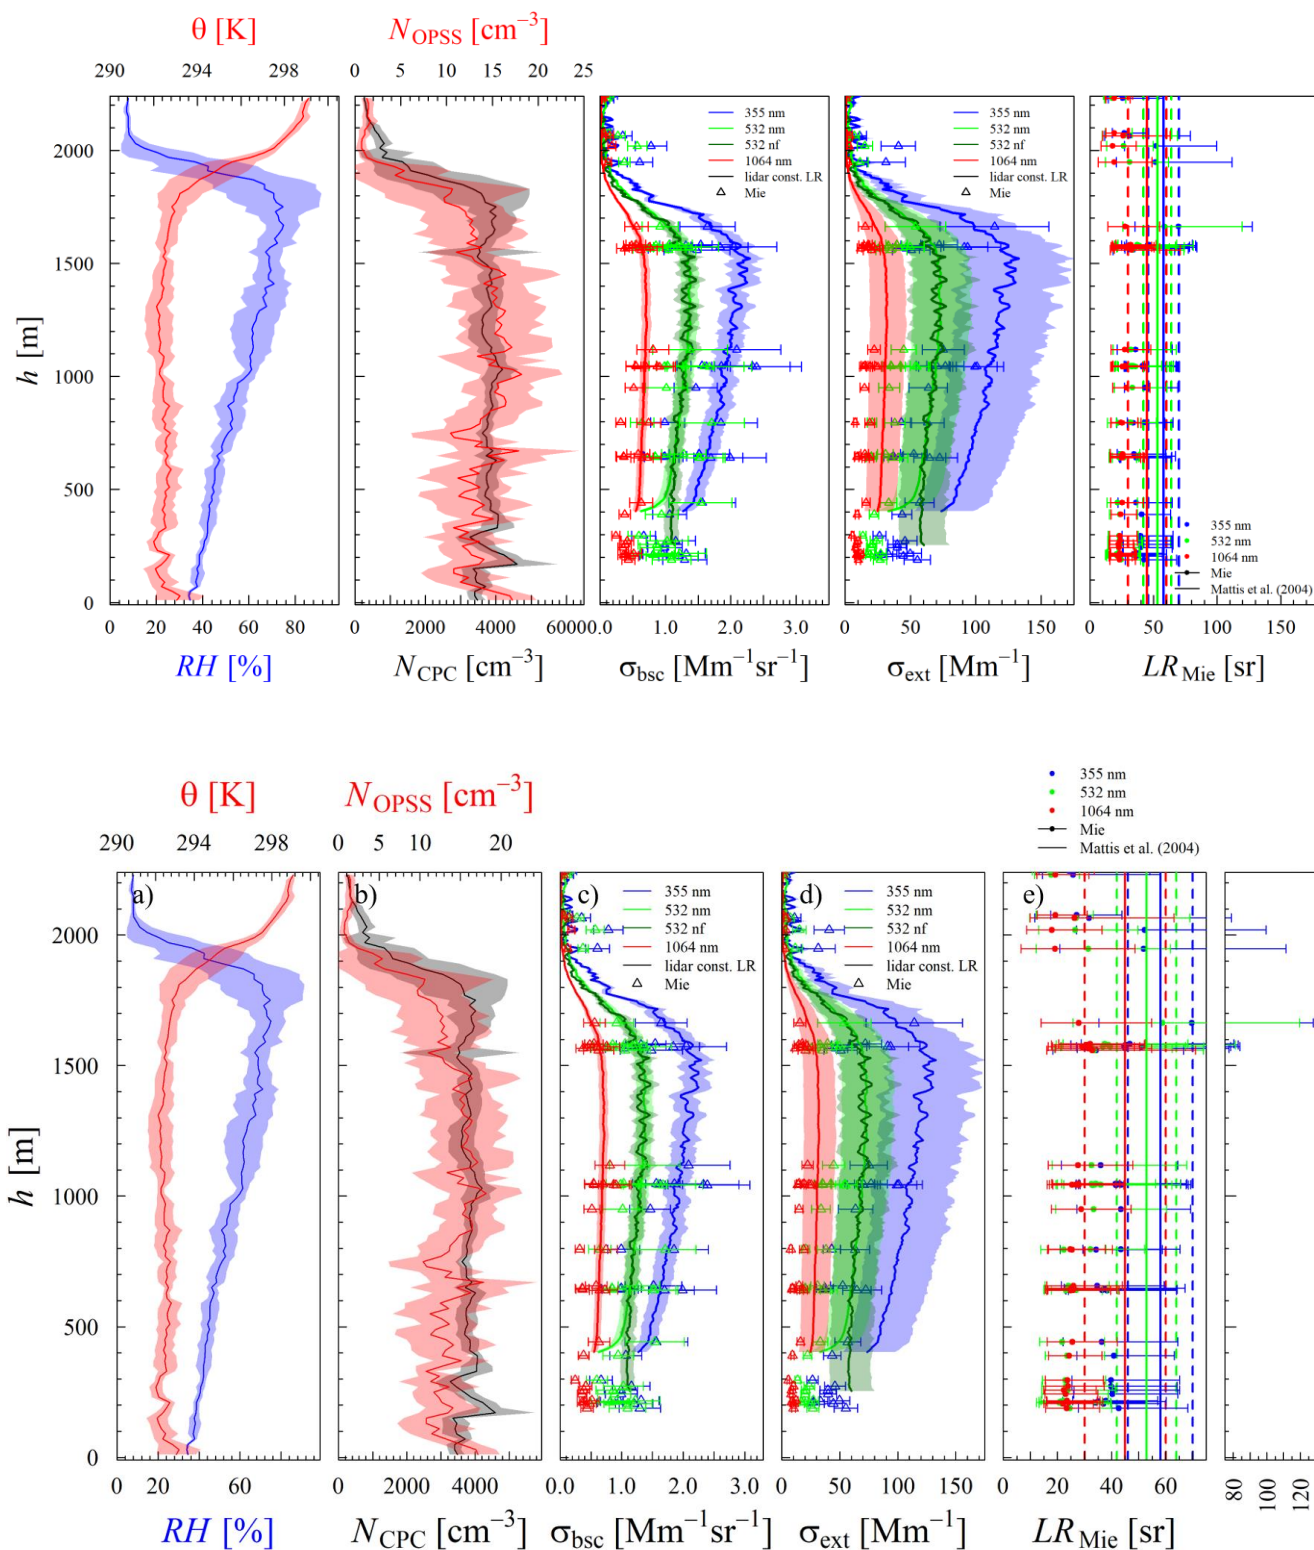 θ [K]
N_OPSS [cm⁻³]
290 292 294 296 298
0 5 10 15 20 25
355 nm
532 nm
532 nf
1064 nm
lidar const. LR
Mie
355 nm
532 nm
532 nf
1064 nm
lidar const. LR
Mie
355 nm
532 nm
1064 nm
Mie
Mattis et al. (2004)
h [m]
2000
1500
1000
500
0
0 20 40 60 80
0 2000 4000 6000
0.0 1.0 2.0 3.0
0 50 100 150
0 50 100 150
RH [%]
N_CPC [cm⁻³]
σ_bsc [Mm⁻¹sr⁻¹]
σ_ext [Mm⁻¹]
LR_Mie [sr]
θ [K]
N_OPSS [cm⁻³]
355 nm
532 nm
1064 nm
Mie
Mattis et al. (2004)
290 292 294 296 298
0 5 10 15 20
a)
b)
c)
355 nm
532 nm
532 nf
1064 nm
lidar const. LR
Mie
d)
355 nm
532 nm
532 nf
1064 nm
lidar const. LR
Mie
e)
h [m]
2000
1500
1000
500
0
0 20 40 60
0 2000 4000
0.0 1.0 2.0 3.0
0 50 100 150
0 20 40 60
80 100 120
RH [%]
N_CPC [cm⁻³]
σ_bsc [Mm⁻¹sr⁻¹]
σ_ext [Mm⁻¹]
LR_Mie [sr]